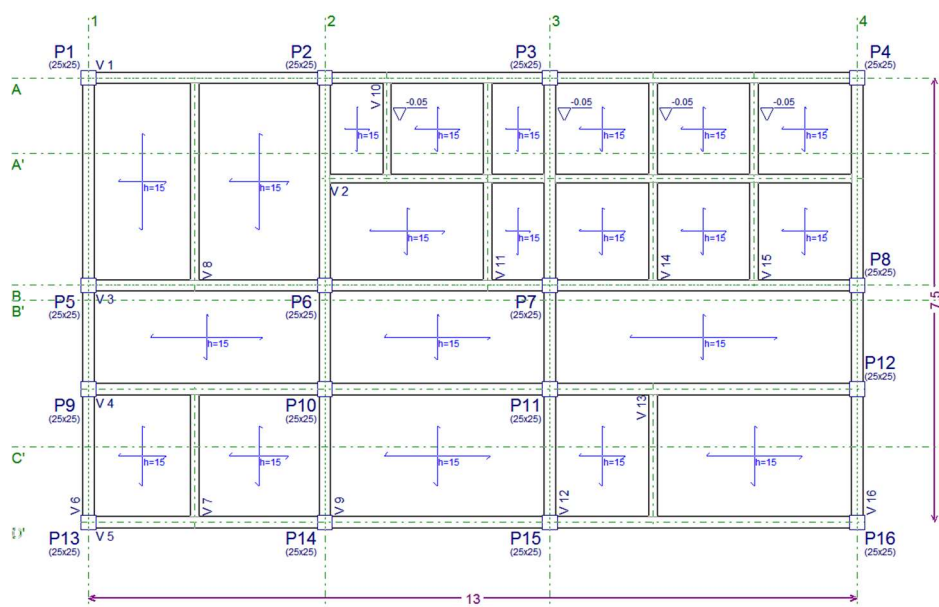 1 2 3 4
P1 P2 P3 P4
(25x25) (25x25) (25x25) (25x25)
V 1
A
V 10
-0.05 -0.05 -0.05 -0.05
h=15 h=15 h=15 h=15 h=15 h=15
A'
h=15 h=15
V 2
h=15 h=15 h=15 h=15 h=15
V 8 V 11 V 14 V 15
P8
(25x25)
B
B'
P5 V 3 P6 P7
(25x25) (25x25) (25x25)
7.5
h=15 h=15 h=15
P12
(25x25)
P9 V 4 P10 P11 V 13
(25x25) (25x25) (25x25)
C'
h=15 h=15 h=15 h=15 h=15
V 6 V 7 V 9 V 12 V 16
P13 V 5 P14 P15 P16
(25x25) (25x25) (25x25) (25x25)
13